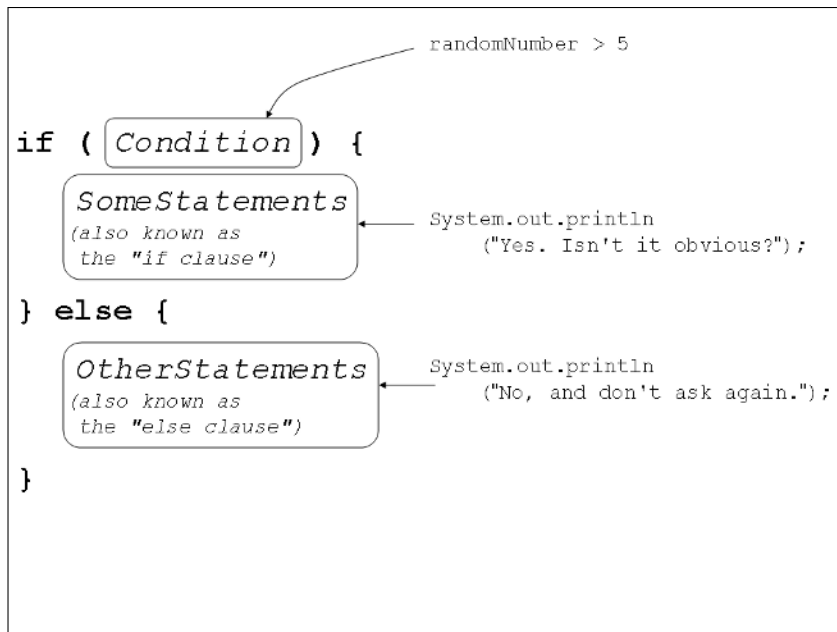 randomNumber > 5
if ( Condition ) {
SomeStatements
(also known as
the "if clause")
System.out.println
("Yes. Isn't it obvious?");
} else {
OtherStatements
(also known as
the "else clause")
System.out.println
("No, and don't ask again.");
}